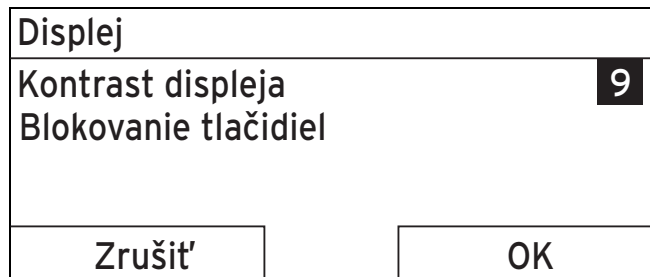 Displej
Kontrast displeja 9
Blokovanie tlačidiel
Zrušiť OK